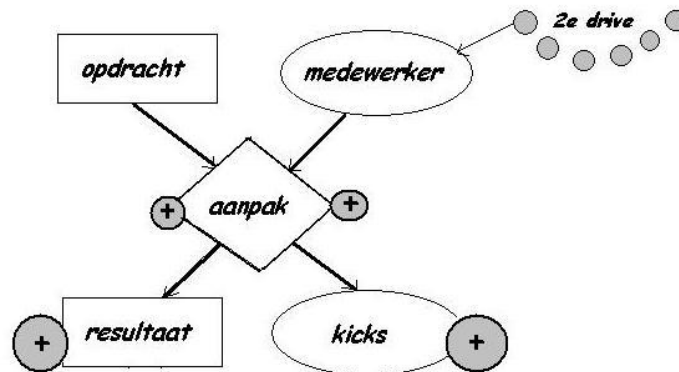 2e drive
opdracht
medewerker
+
aanpak
+
+
resultaat
kicks
+